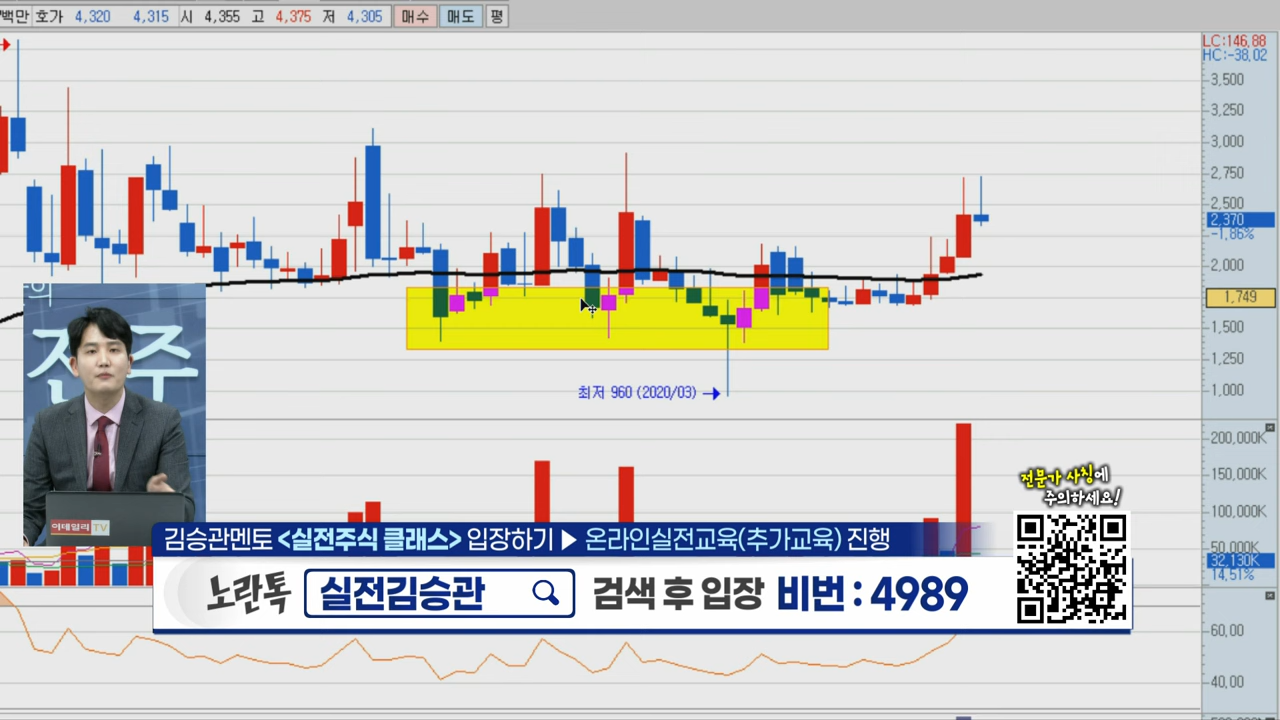 백만 호가 4,320 4,315 시 4,355 고 4,375 저 4,305 매수 매도 평
LC:146,88
HC:-38,02
3,500
3,250
3,000
2,750
2,500
2,370
-1,86%
2,000
1,749
1,500
1,250
1,000
최저 960 (2020/03)
200,000K
150,000K
100,000K
50,000K
32,130K
14,51%
60,00
40,00
의
전주
이데일리 TV
전문가 사칭에
주의하세요!
김승관멘토 <실전주식 클래스> 입장하기 ▶ 온라인실전교육(추가교육) 진행
노란톡 실전김승관 검색 후 입장 비번 : 4989